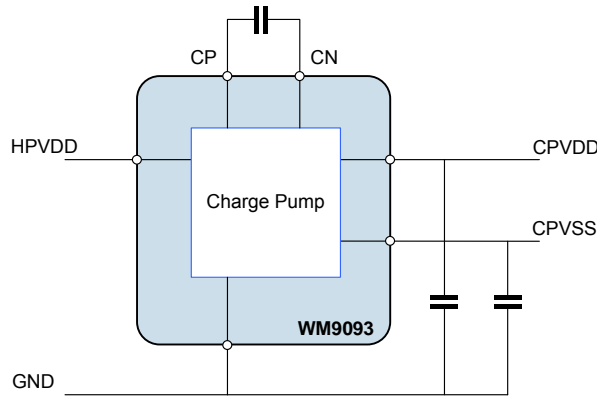 CP
CN
HPVDD
CPVDD
Charge Pump
CPVSS
WM9093
GND